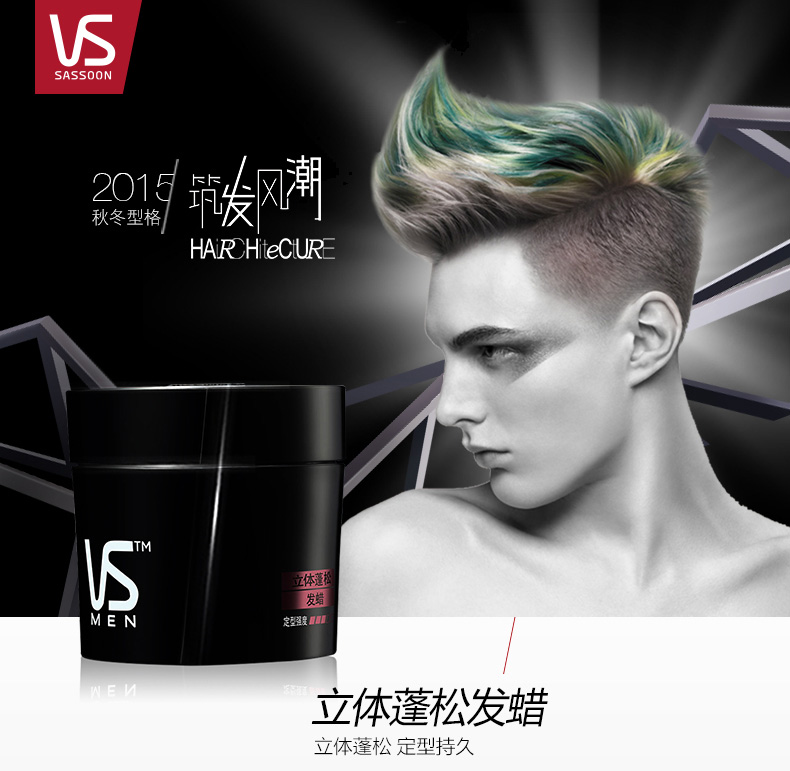 VS
SASSOON
2015
秋冬型格
筑发风潮
HAiRCHiteCtURE
VS™
MEN
立体蓬松
发蜡
定型强度
立体蓬松发蜡
立体蓬松 定型持久